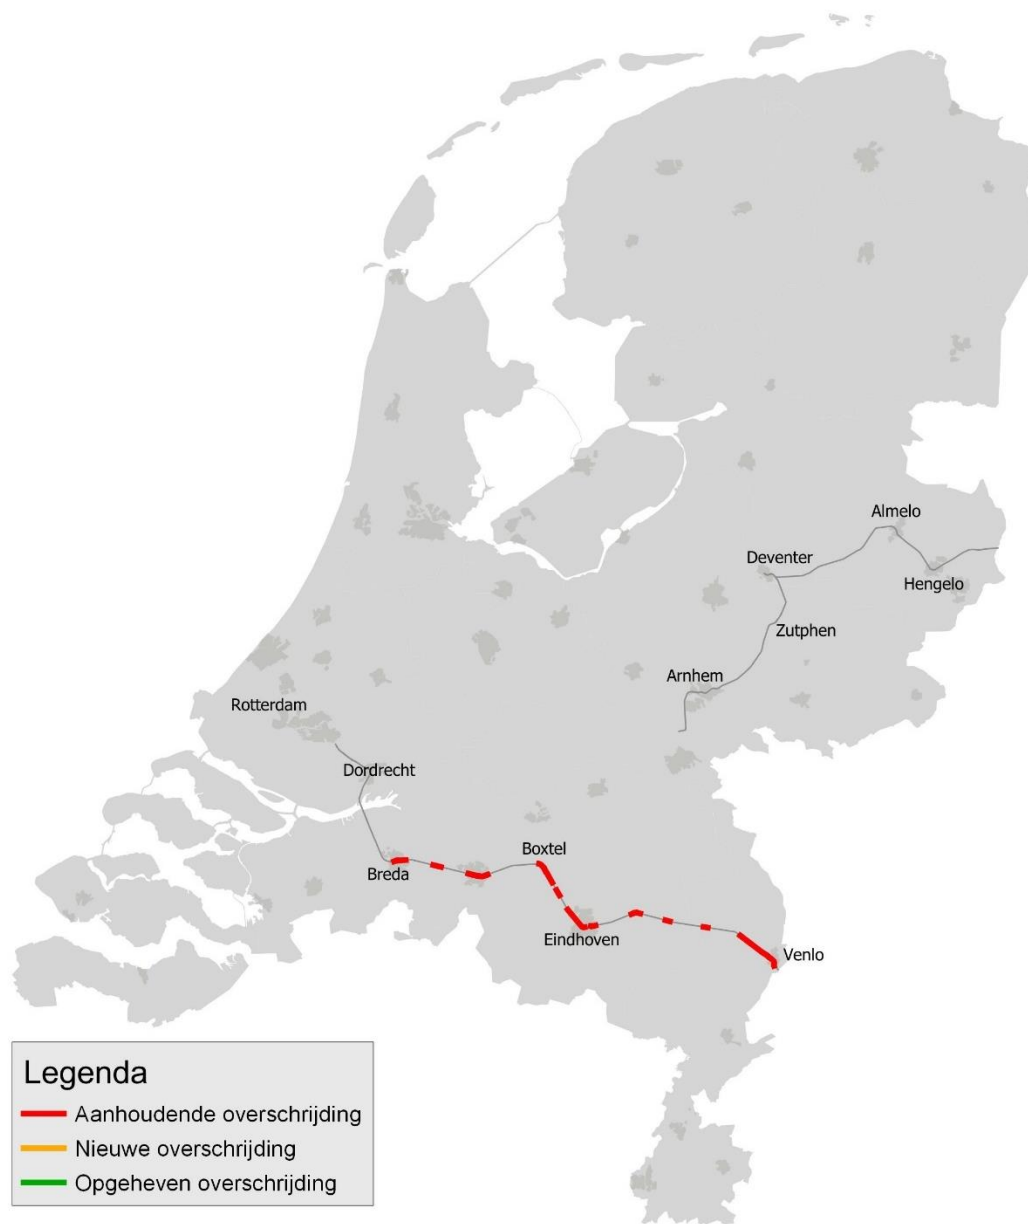 Almelo
Deventer
Hengelo
Zutphen
Arnhem
Rotterdam
Dordrecht
Boxtel
Breda
Eindhoven
Venlo
Legenda
Aanhoudende overschrijding
Nieuwe overschrijding
Opgeheven overschrijding